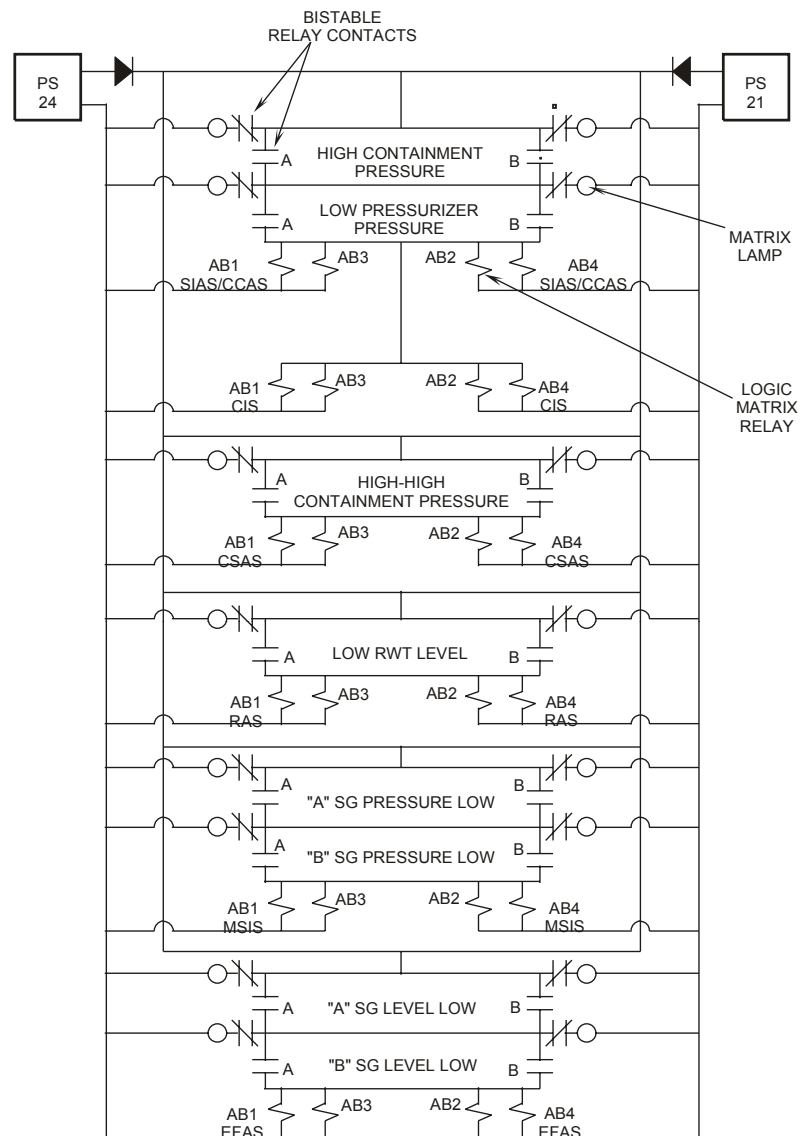 BISTABLE
RELAY CONTACTS
PS
24
PS
21
A
HIGH CONTAINMENT
PRESSURE
B
A
LOW PRESSURIZER
PRESSURE
B
MATRIX
LAMP
AB1
SIAS/CCAS
AB3
AB2
AB4
SIAS/CCAS
AB1
CIS
AB3
AB2
AB4
CIS
LOGIC
MATRIX
RELAY
A
HIGH-HIGH
CONTAINMENT PRESSURE
B
AB1
CSAS
AB3
AB2
AB4
CSAS
A
LOW RWT LEVEL
B
AB1
RAS
AB3
AB2
AB4
RAS
A
"A" SG PRESSURE LOW
B
A
"B" SG PRESSURE LOW
B
AB1
MSIS
AB3
AB2
AB4
MSIS
A
"A" SG LEVEL LOW
B
A
"B" SG LEVEL LOW
B
AB1
EFAS
AB3
AB2
AB4
EFAS